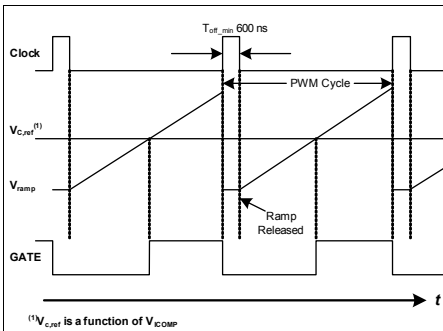 T_off_min 600 ns
Clock
PWM Cycle
V_C,ref^(1)
V_ramp
Ramp
Released
GATE
t
^(1)V_c,ref is a function of V_ICOMP